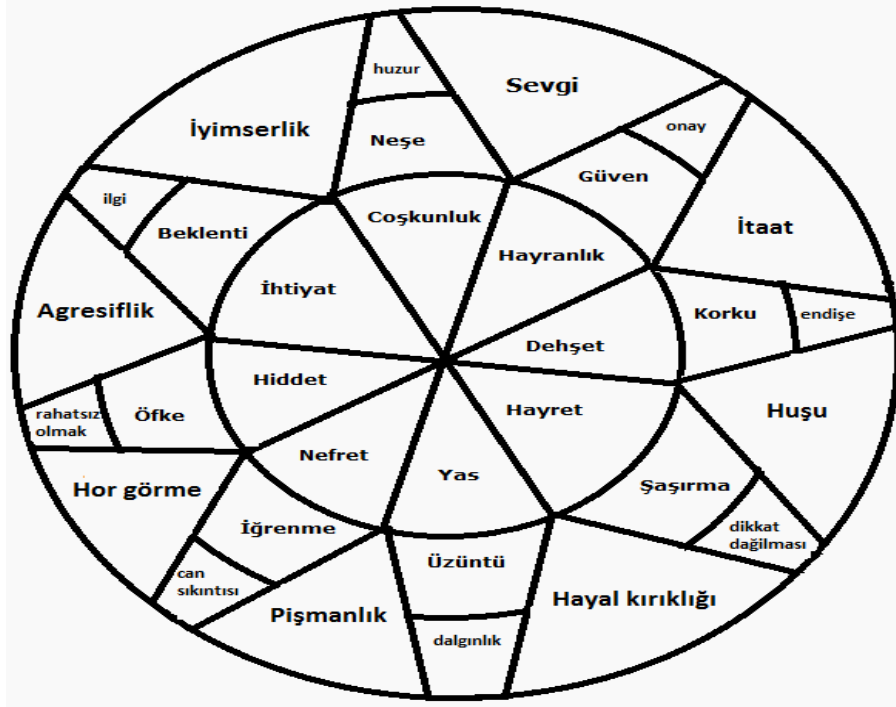 huzur
Sevgi
onay
İyimserlik
Neşe
Güven
ilgi
Beklenti
Coşkunluk
Hayranlık
İtaat
Agresiflik
İhtiyat
Dehşet
Korku
endişe
rahatsız
olmak
Öfke
Hiddet
Hayret
Huşu
Hor görme
Nefret
Yas
Şaşırma
dikkat
dağilması
İğrenme
can
sıkıntısı
Üzüntü
Pişmanlık
dalgınlık
Hayal kırıklığı